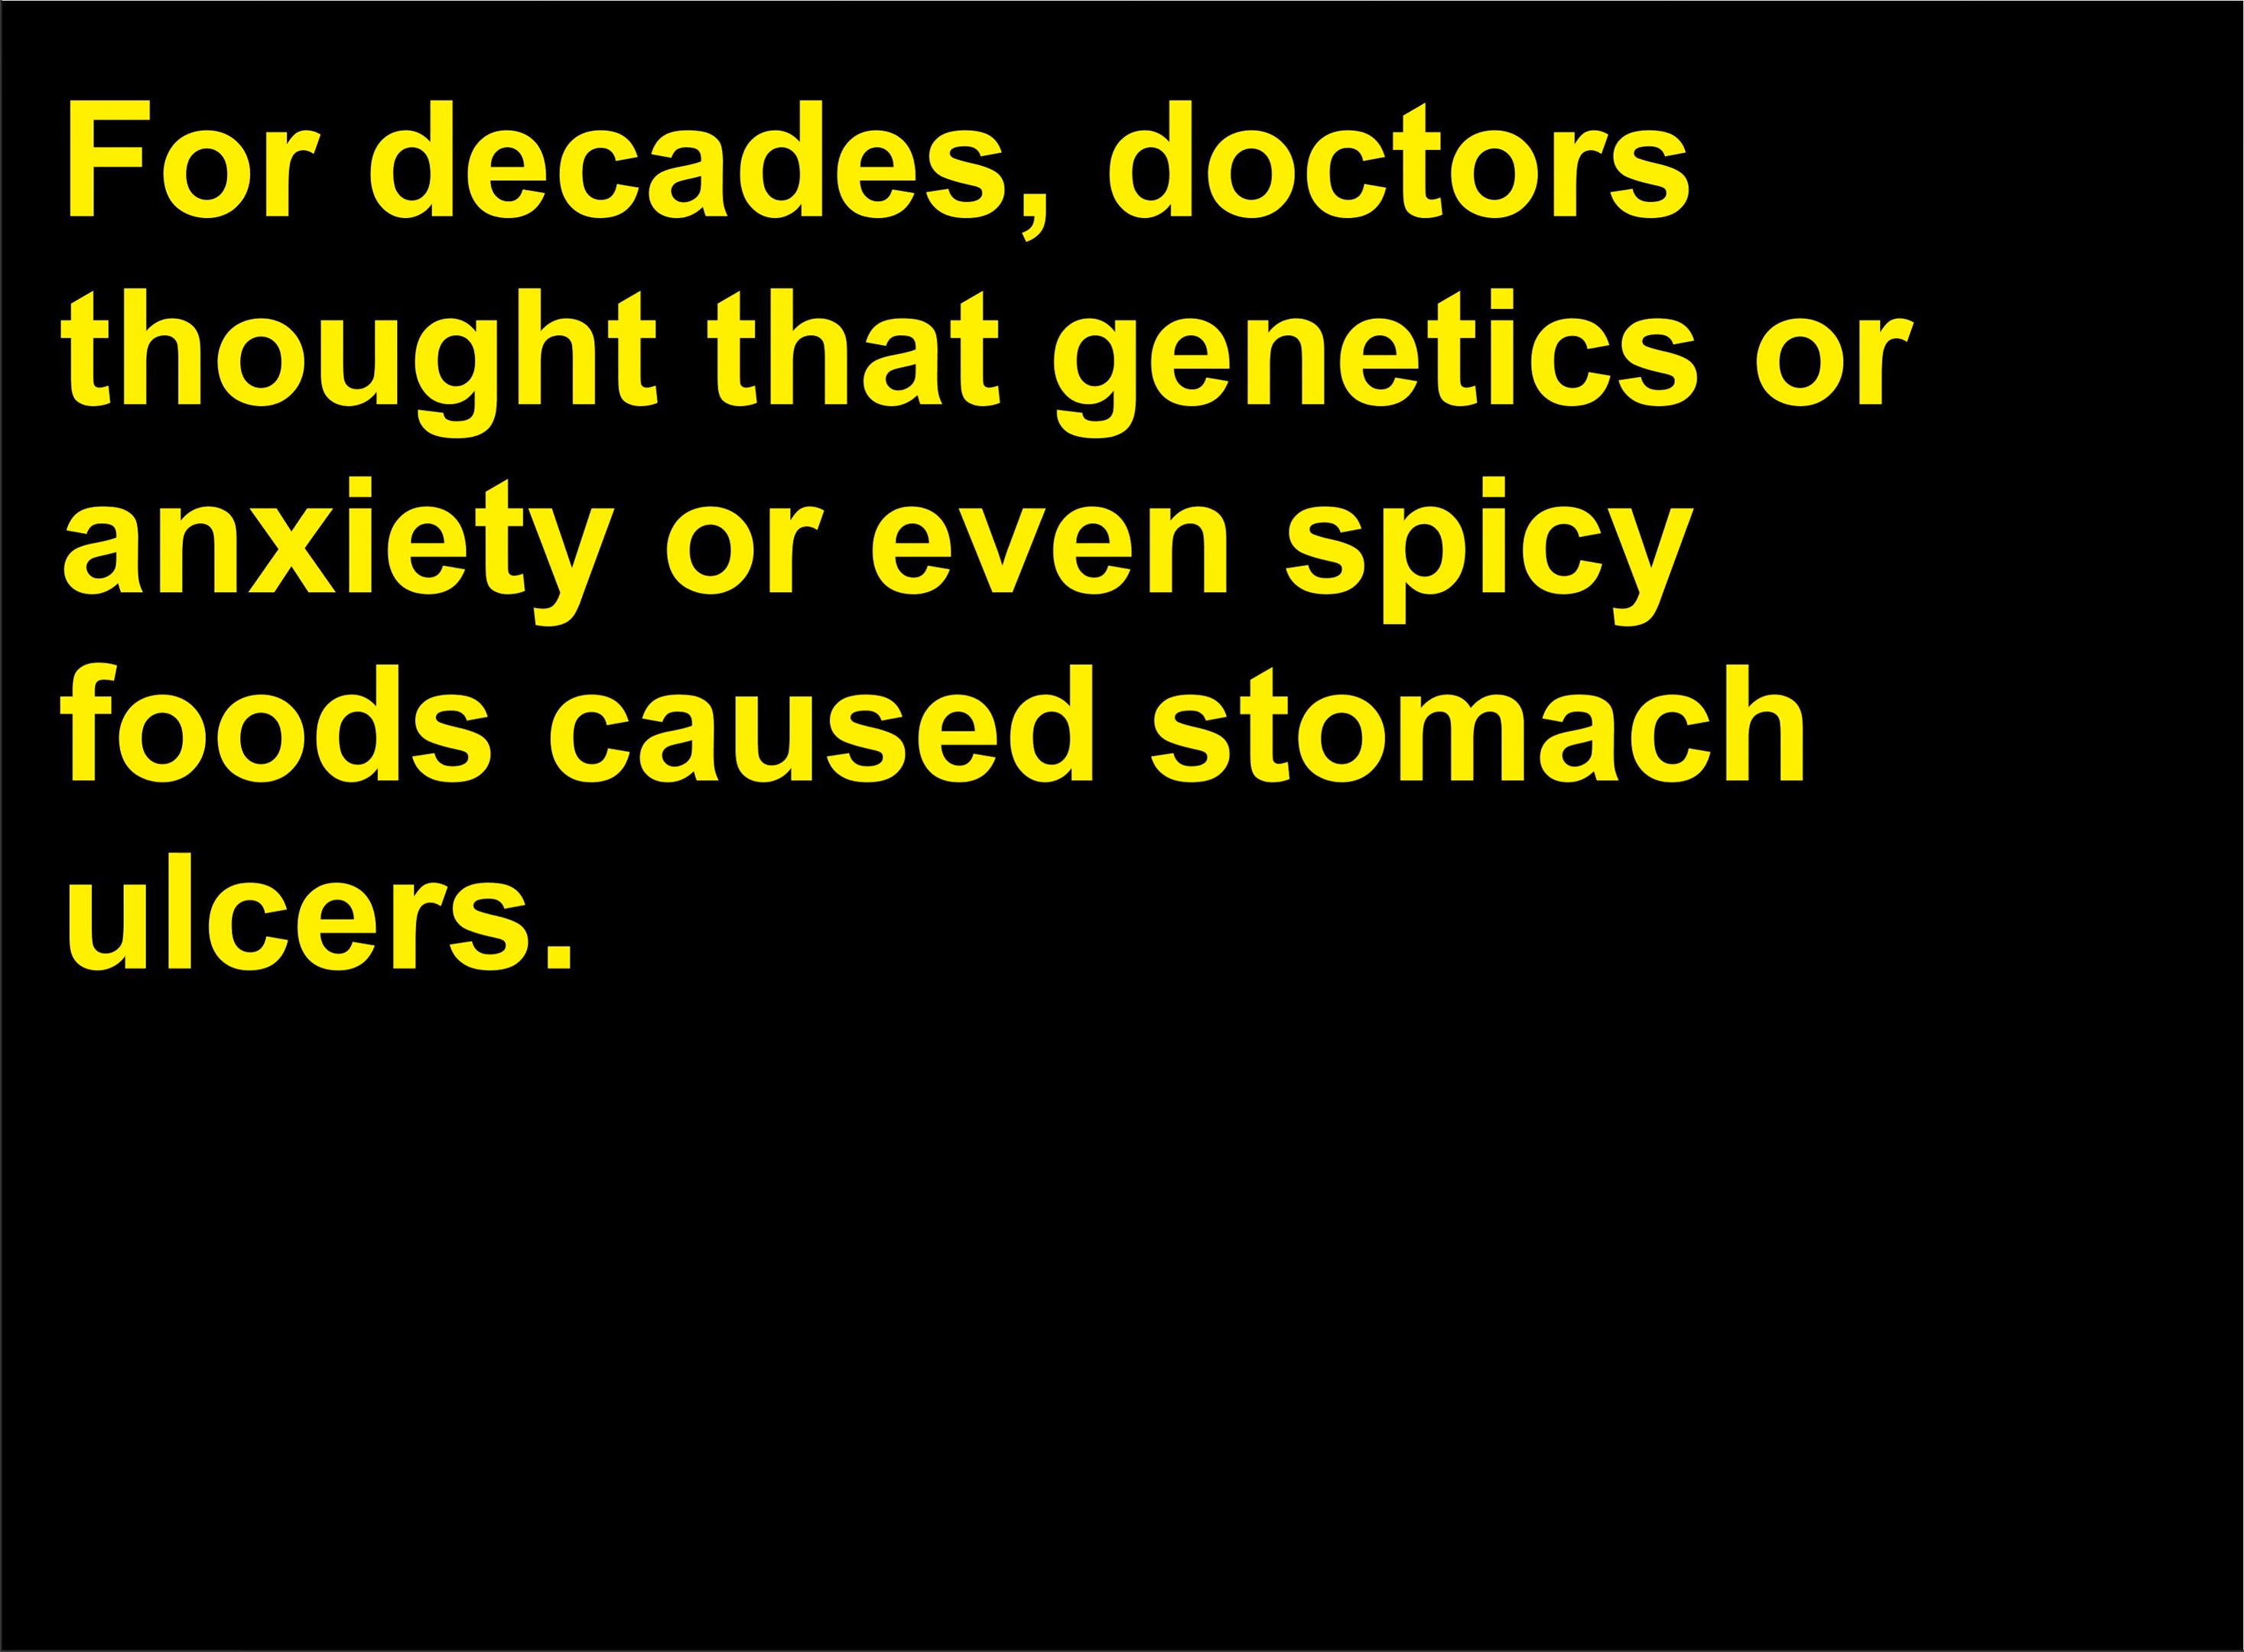 For decades, doctors
thought that genetics or
anxiety or even spicy
foods caused stomach
ulcers.